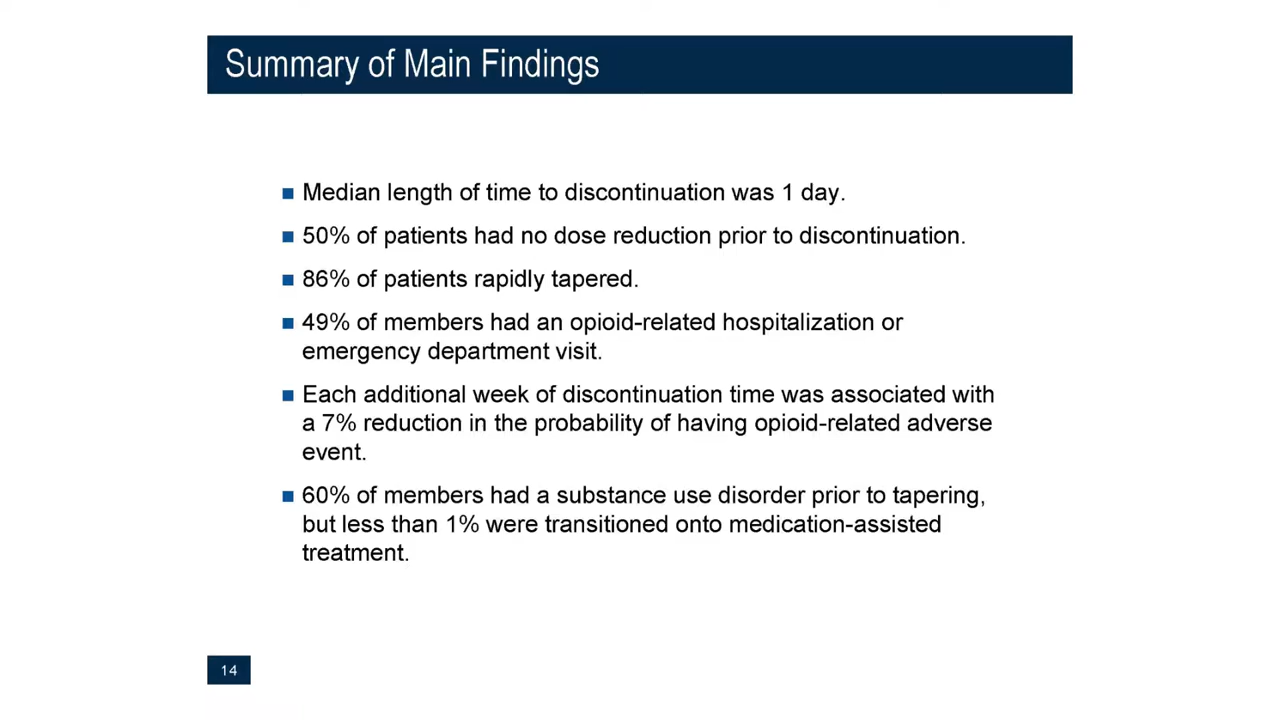 Summary of Main Findings
Median length of time to discontinuation was 1 day.
50% of patients had no dose reduction prior to discontinuation.
86% of patients rapidly tapered.
49% of members had an opioid-related hospitalization or
emergency department visit.
Each additional week of discontinuation time was associated with
a 7% reduction in the probability of having opioid-related adverse
event.
60% of members had a substance use disorder prior to tapering,
but less than 1% were transitioned onto medication-assisted
treatment.
14